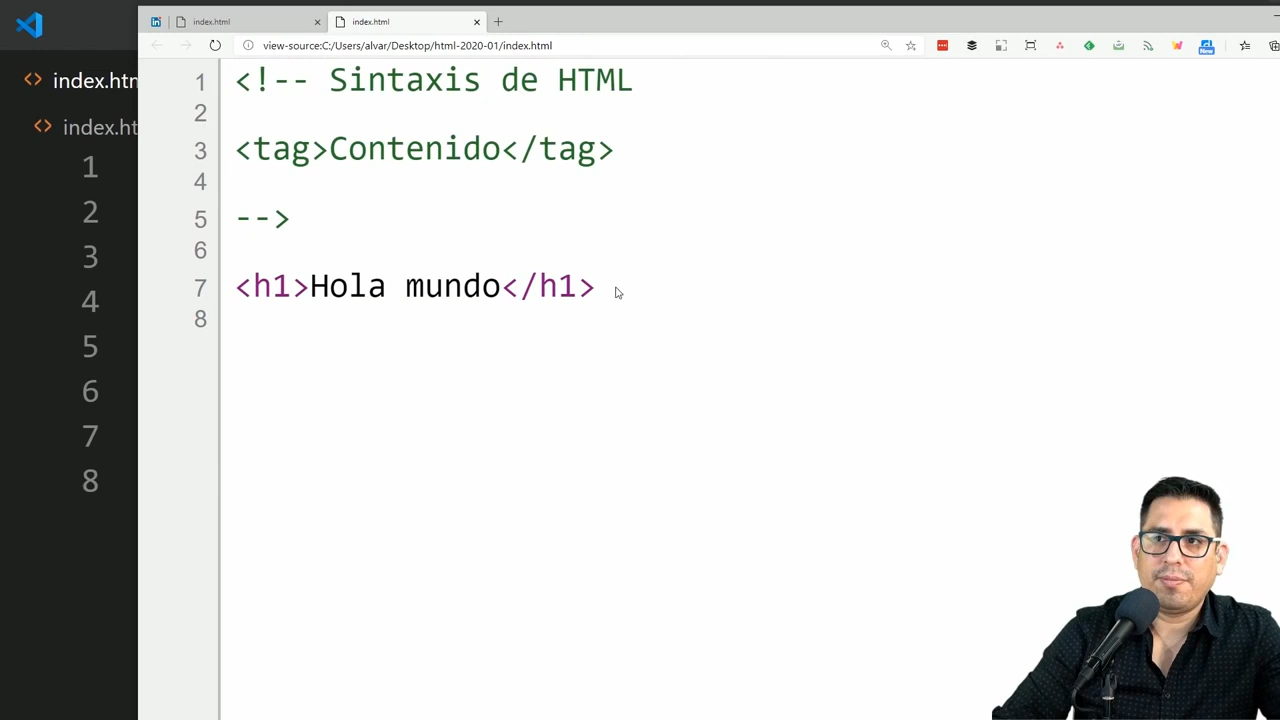 index.html
index.html
view-source:C:/Users/alvar/Desktop/html-2020-01/index.html
index.htm
index.ht
1
2
3
4
5
6
7
8
1 <!-- Sintaxis de HTML
2
3 <tag>Contenido</tag>
4
5 -->
6
7 <h1>Hola mundo</h1>
8